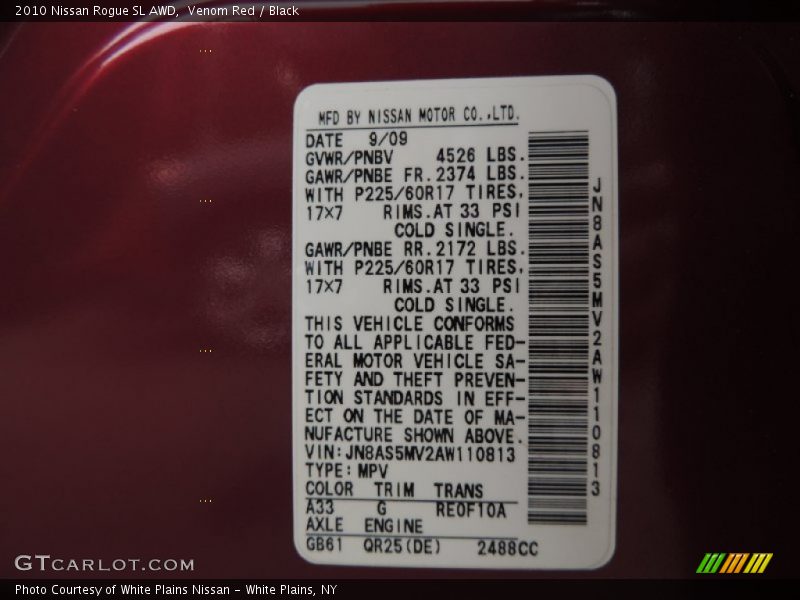 2010 Nissan Rogue SL AWD, Venom Red / Black
MFD BY NISSAN MOTOR CO.,LTD.
DATE 9/09
GVWR/PNBV 4526 LBS.
GAWR/PNBE FR.2374 LBS.
WITH P225/60R17 TIRES,
17×7 RIMS.AT 33 PSI
COLD SINGLE.
GAWR/PNBE RR.2172 LBS.
WITH P225/60R17 TIRES,
17×7 RIMS.AT 33 PSI
COLD SINGLE.
THIS VEHICLE CONFORMS
TO ALL APPLICABLE FED-
ERAL MOTOR VEHICLE SA-
FETY AND THEFT PREVEN-
TION STANDARDS IN EFF-
ECT ON THE DATE OF MA-
NUFACTURE SHOWN ABOVE.
VIN:JN8AS5MV2AW110813
TYPE:MPV
COLOR TRIM TRANS
A33 G RE0F10A
AXLE ENGINE
GB61 QR25(DE) 2488CC
JN8AS5MV2AW110813
GTCARLOT.COM
Photo Courtesy of White Plains Nissan - White Plains, NY